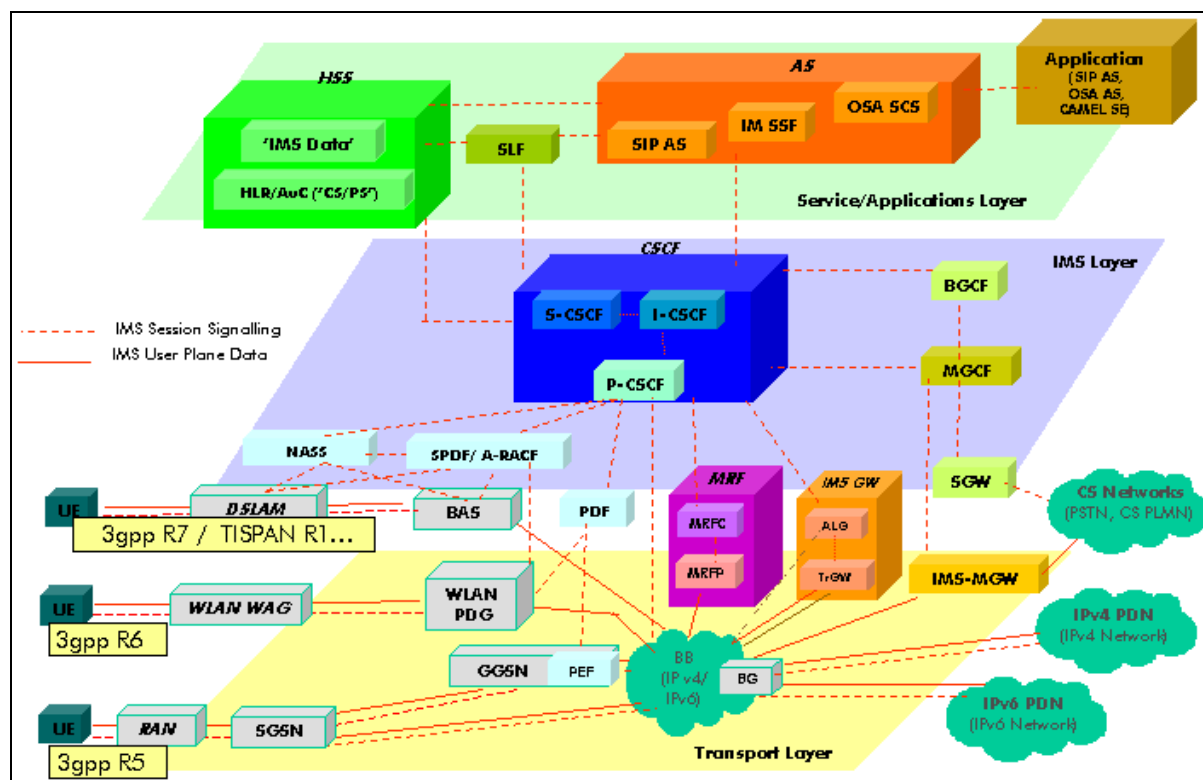 HSS
'IMS Data'
HLR/AuC ('CS/PS')
SLF
AS
SIP AS
IM SSF
OSA SCS
Application
(SIP AS,
OSA AS,
CAMEL SE)
Service/Applications Layer
CSCF
IMS Layer
S-CSCF
I-CSCF
P-CSCF
BGCF
MGCF
IMS Session Signalling
IMS User Plane Data
NASS
SPDF/ A-RACF
MRF
MRFC
MRFP
IMS GW
ALG
TrGW
SGW
CS Networks
(PSTN, CS PLMN)
UE
DSLAM
BAS
PDF
3gpp R7 / TISPAN R1...
IMS-MGW
UE
WLAN WAG
WLAN
PDG
3gpp R6
IPv4 PDN
(IPv4 Network)
GGSN
PEF
BB
(IP v4/
IPv6)
BG
IPv6 PDN
(IPv6 Network)
UE
RAN
SGSN
3gpp R5
Transport Layer